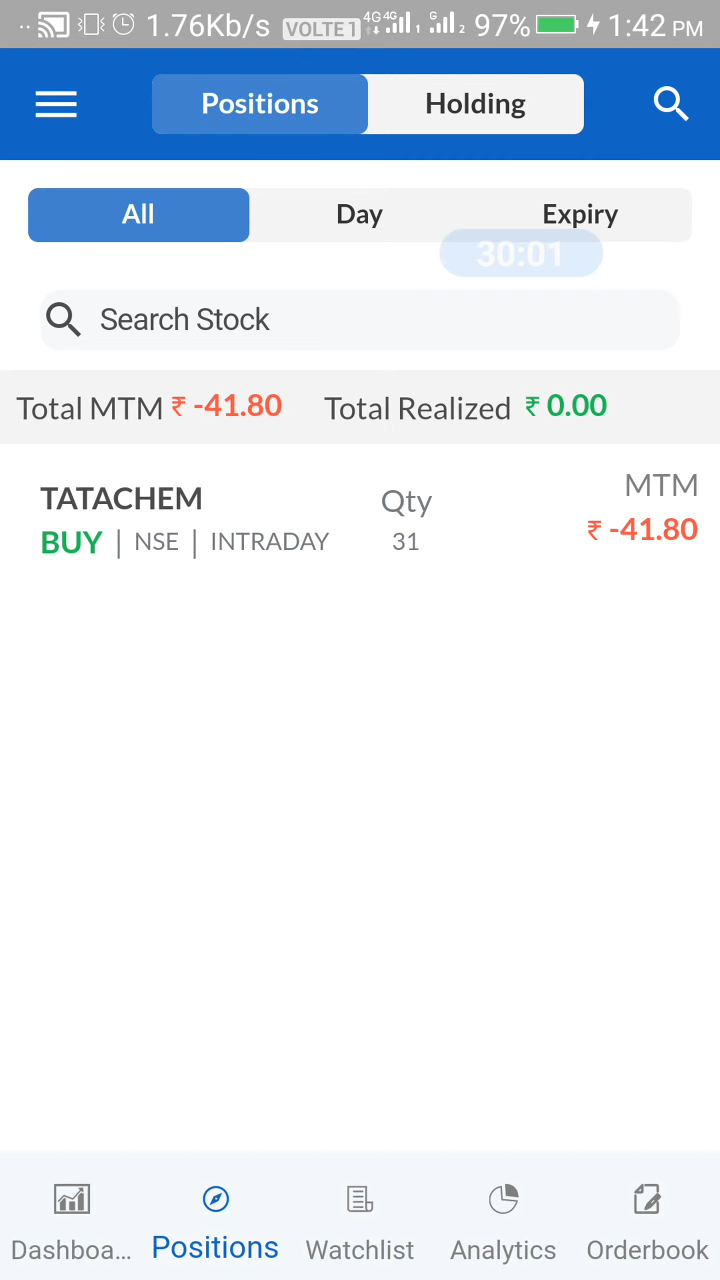 .. 1.76Kb/s VOLTE 1 4G 4G 1 G 2 97% 1:42 PM
Positions Holding
All Day Expiry
30:01
Search Stock
Total MTM ₹ -41.80 Total Realized ₹ 0.00
TATACHEM Qty MTM
BUY | NSE | INTRADAY 31 ₹ -41.80
Dashboa... Positions Watchlist Analytics Orderbook